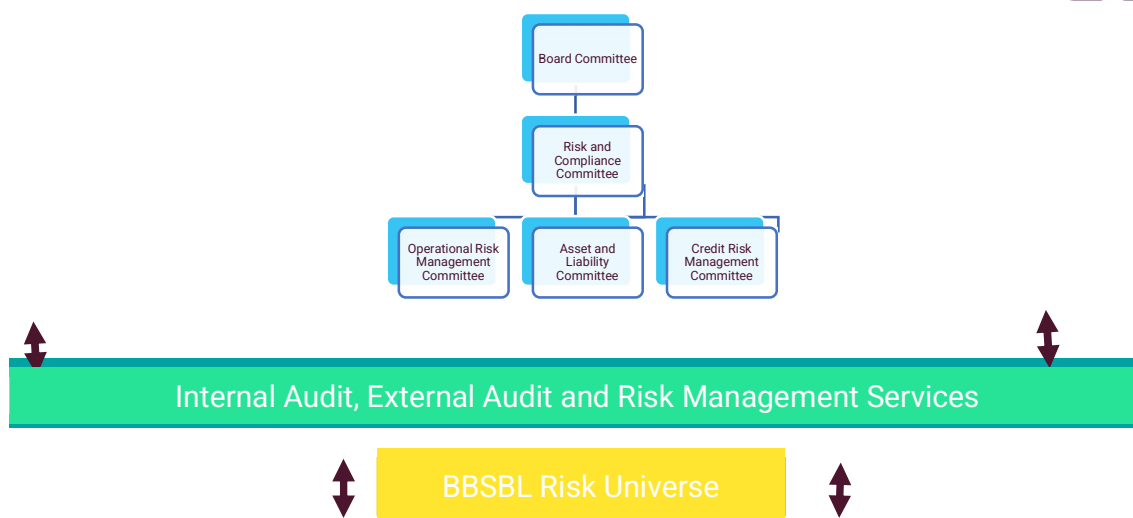 Board Committee
Risk and
Compliance
Committee
Operational Risk
Management
Committee
Asset and
Liability
Committee
Credit Risk
Management
Committee
Internal Audit, External Audit and Risk Management Services
BBSBL Risk Universe